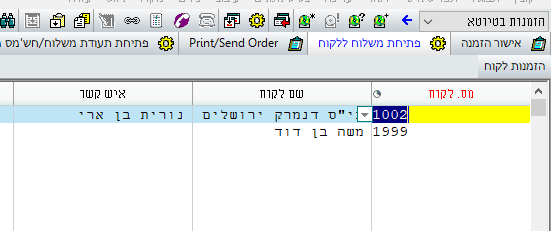 הזמנות בטיוטא
אישור הזמנה פתיחת משלוח ללקוח Print/Send Order פתיחת תעודת משלוח/חש'מס
הזמנות לקוח
מס. לקוח שם לקוח איש קשר
1002 י"ס דנמרק ירושלים נורית בן ארי
1999 משה בן דוד